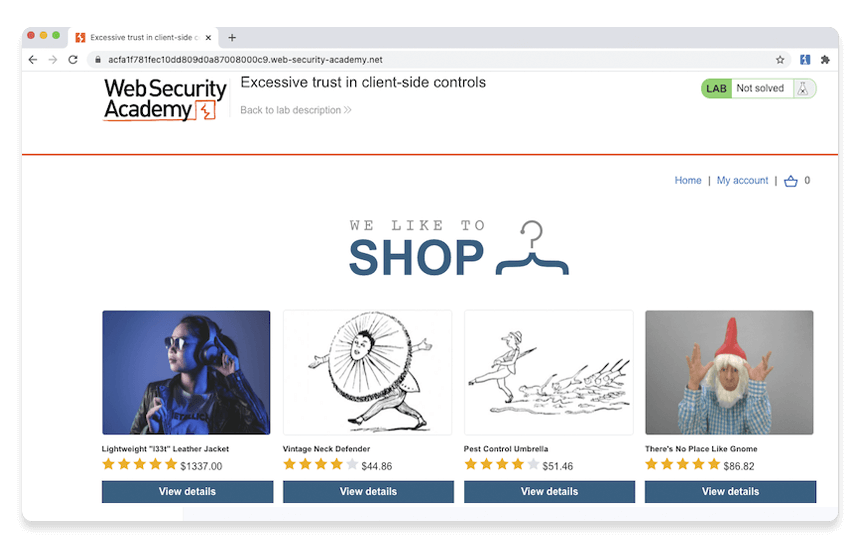 Excessive trust in client-side c
acfa1f781fec10dd809d0a87008000c9.web-security-academy.net
Web Security
Academy
Excessive trust in client-side controls
Back to lab description
LAB Not solved
Home | My account | 0
WE LIKE TO
SHOP
Lightweight "l33t" Leather Jacket
$1337.00
View details
Vintage Neck Defender
$44.86
View details
Pest Control Umbrella
$51.46
View details
There's No Place Like Gnome
$86.82
View details